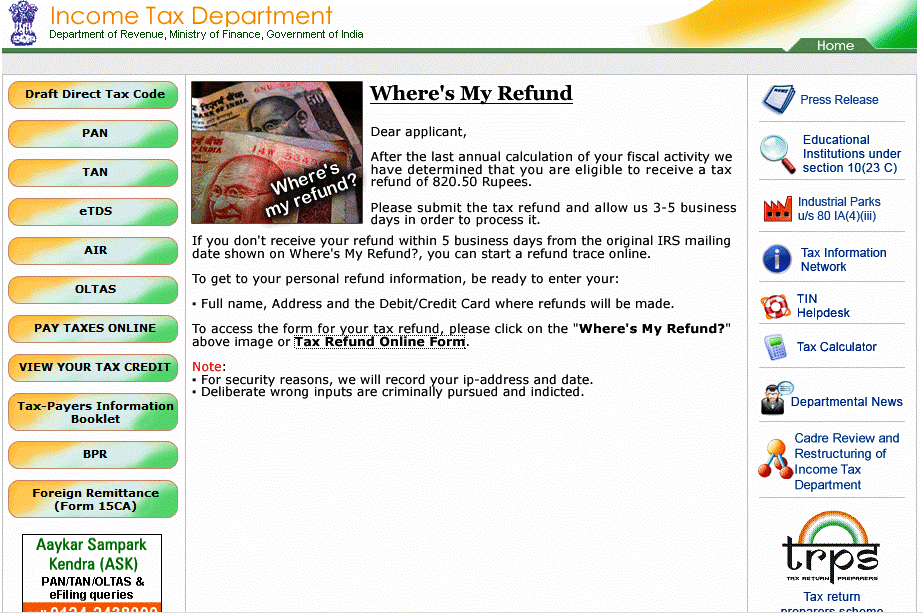 Income Tax Department
Department of Revenue, Ministry of Finance, Government of India
Home
Draft Direct Tax Code
PAN
TAN
eTDS
AIR
OLTAS
PAY TAXES ONLINE
VIEW YOUR TAX CREDIT
Tax-Payers Information
Booklet
BPR
Foreign Remittance
(Form 15CA)
Aaykar Sampark
Kendra (ASK)
PAN/TAN/OLTAS &
eFiling queries
Where's
my refund?
Where's My Refund
Dear applicant,
After the last annual calculation of your fiscal activity we
have determined that you are eligible to receive a tax
refund of 820.50 Rupees.
Please submit the tax refund and allow us 3-5 business
days in order to process it.
If you don't receive your refund within 5 business days from the original IRS mailing
date shown on Where's My Refund?, you can start a refund trace online.
To get to your personal refund information, be ready to enter your:
• Full name, Address and the Debit/Credit Card where refunds will be made.
To access the form for your tax refund, please click on the "Where's My Refund?"
above image or Tax Refund Online Form.
Note:
• For security reasons, we will record your ip-address and date.
• Deliberate wrong inputs are criminally pursued and indicted.
Press Release
Educational
Institutions under
section 10(23 C)
Industrial Parks
u/s 80 IA(4)(iii)
Tax Information
Network
TIN
Helpdesk
Tax Calculator
Departmental News
Cadre Review and
Restructuring of
Income Tax
Department
trps
TAX RETURN PREPARERS
Tax return
preparers scheme